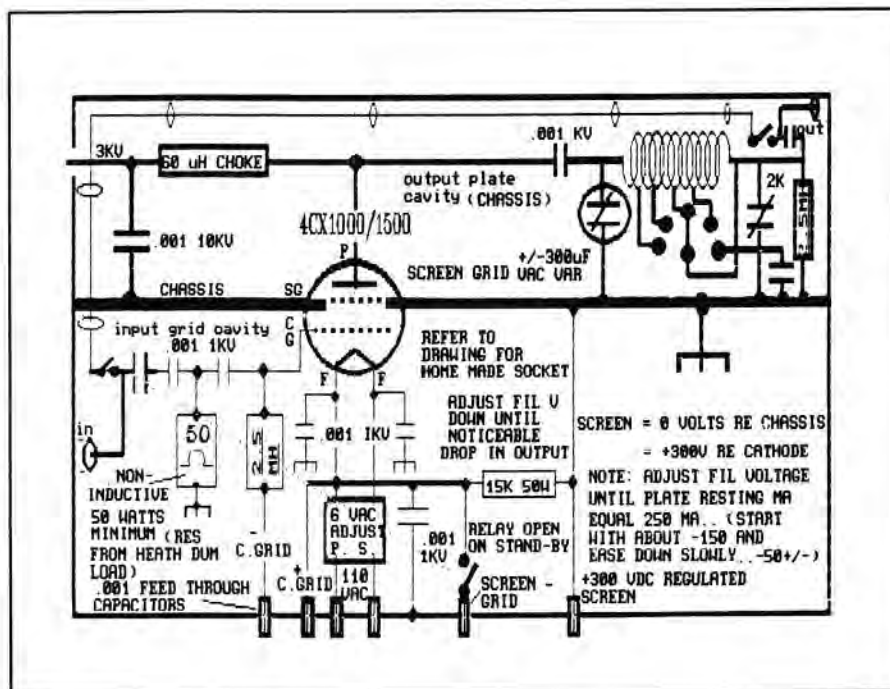 out
3KV
60 uH CHOKE
.001 KV
2K
output plate
cavity (CHASSIS)
4CX1000/1500
P
.001 10KV
+/-300uF
VAC VAR
SCREEN GRID
CHASSIS
SG
C
G
input grid cavity
.001 1KV
REFER TO
DRAWING FOR
HOME MADE SOCKET
F
F
in
50
2.5
MH
.001 1KV
ADJUST FIL V
DOWN UNTIL
NOTICEABLE
DROP IN OUTPUT
SCREEN = 0 VOLTS RE CHASSIS
= +300V RE CATHODE
NON-
INDUCTIVE
50 WATTS
MINIMUM (RES
FROM HEATH DUM
LOAD)
.001 FEED THROUGH
CAPACITORS
-
C.GRID
+
C.GRID
6 VAC
ADJUST
P. S.
110
VAC
.001
1KV
15K 50W
RELAY OPEN
ON STAND-BY
SCREEN -
GRID
NOTE: ADJUST FIL VOLTAGE
UNTIL PLATE RESTING MA
EQUAL 250 MA.. (START
WITH ABOUT -150 AND
EASE DOWN SLOWLY.. -50+/-)
+300 VDC REGULATED
SCREEN